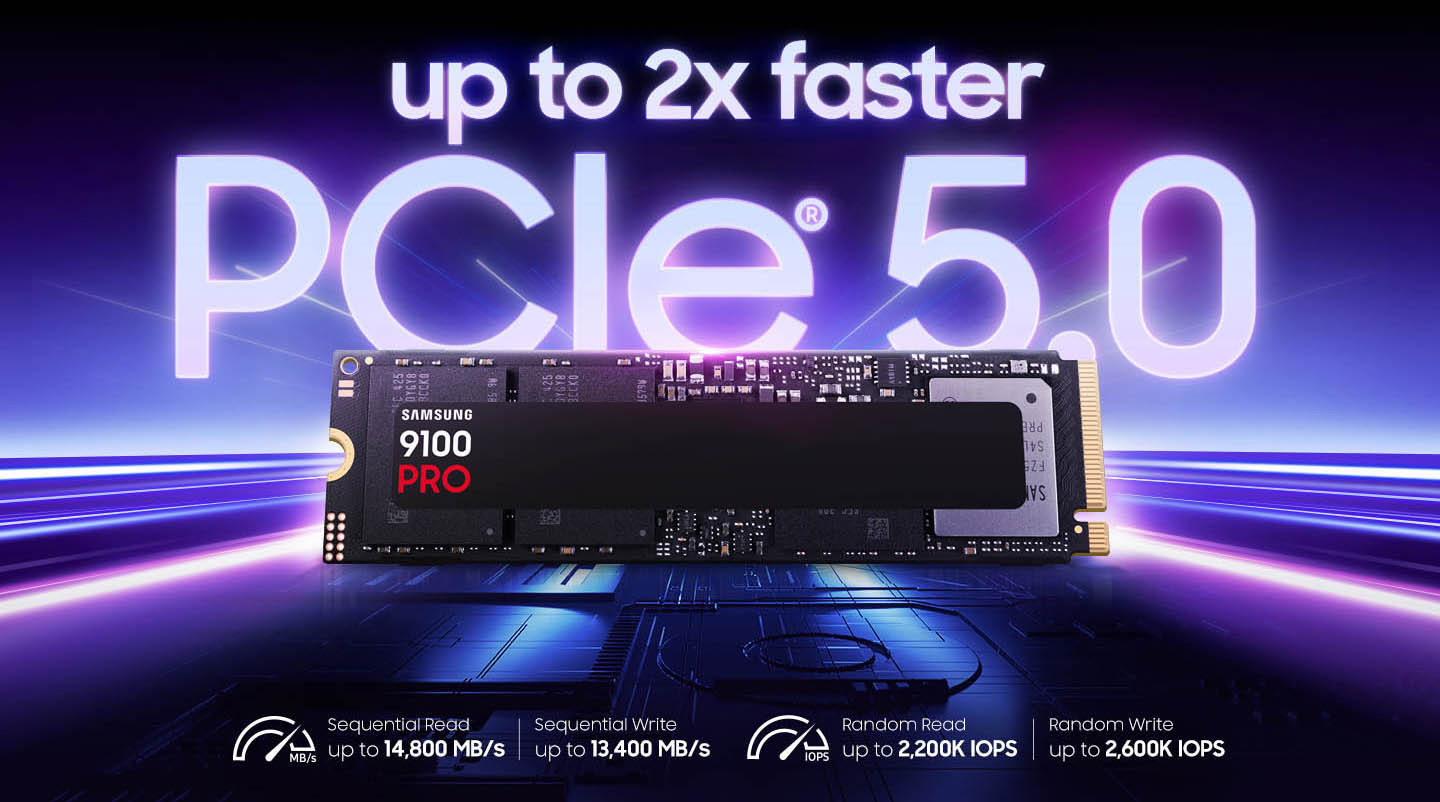 up to 2x faster
PCIe® 5.0
SAMSUNG
9100
PRO
Sequential Read
up to 14,800 MB/s
Sequential Write
up to 13,400 MB/s
MB/s
Random Read
up to 2,200K IOPS
Random Write
up to 2,600K IOPS
IOPS